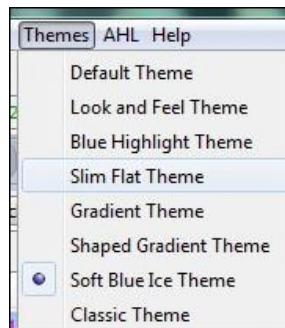 Themes AHL Help
Default Theme
Look and Feel Theme
Blue Highlight Theme
Slim Flat Theme
Gradient Theme
Shaped Gradient Theme
Soft Blue Ice Theme
Classic Theme